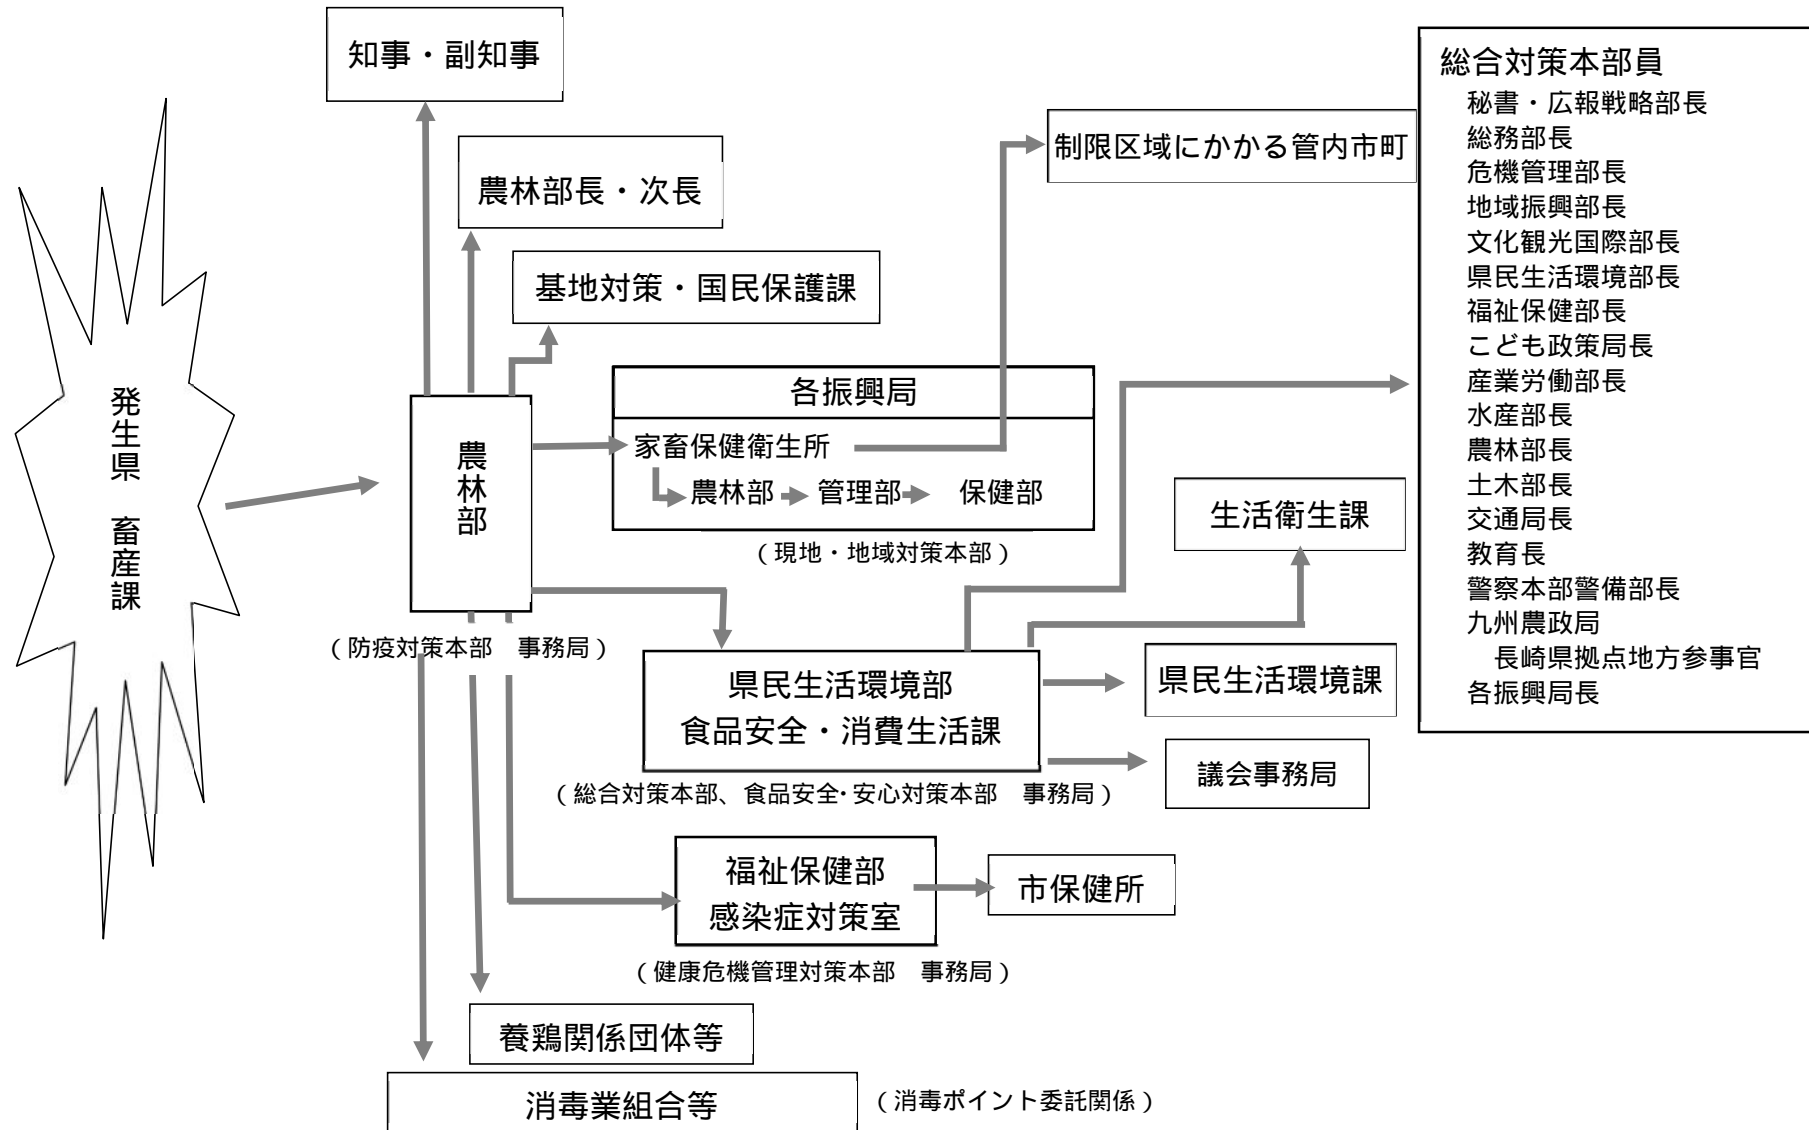 知事・副知事
農林部長・次長
基地対策・国民保護課
発生県　畜産課
農林部
（防疫対策本部　事務局）
各振興局
家畜保健衛生所
農林部
管理部
保健部
（現地・地域対策本部）
制限区域にかかる管内市町
総合対策本部員
秘書・広報戦略部長
総務部長
危機管理部長
地域振興部長
文化観光国際部長
県民生活環境部長
福祉保健部長
こども政策局長
産業労働部長
水産部長
農林部長
土木部長
交通局長
教育長
警察本部警備部長
九州農政局
長崎県拠点地方参事官
各振興局長
生活衛生課
県民生活環境部
食品安全・消費生活課
（総合対策本部、食品安全・安心対策本部　事務局）
県民生活環境課
議会事務局
福祉保健部
感染症対策室
（健康危機管理対策本部　事務局）
市保健所
養鶏関係団体等
消毒業組合等
（消毒ポイント委託関係）